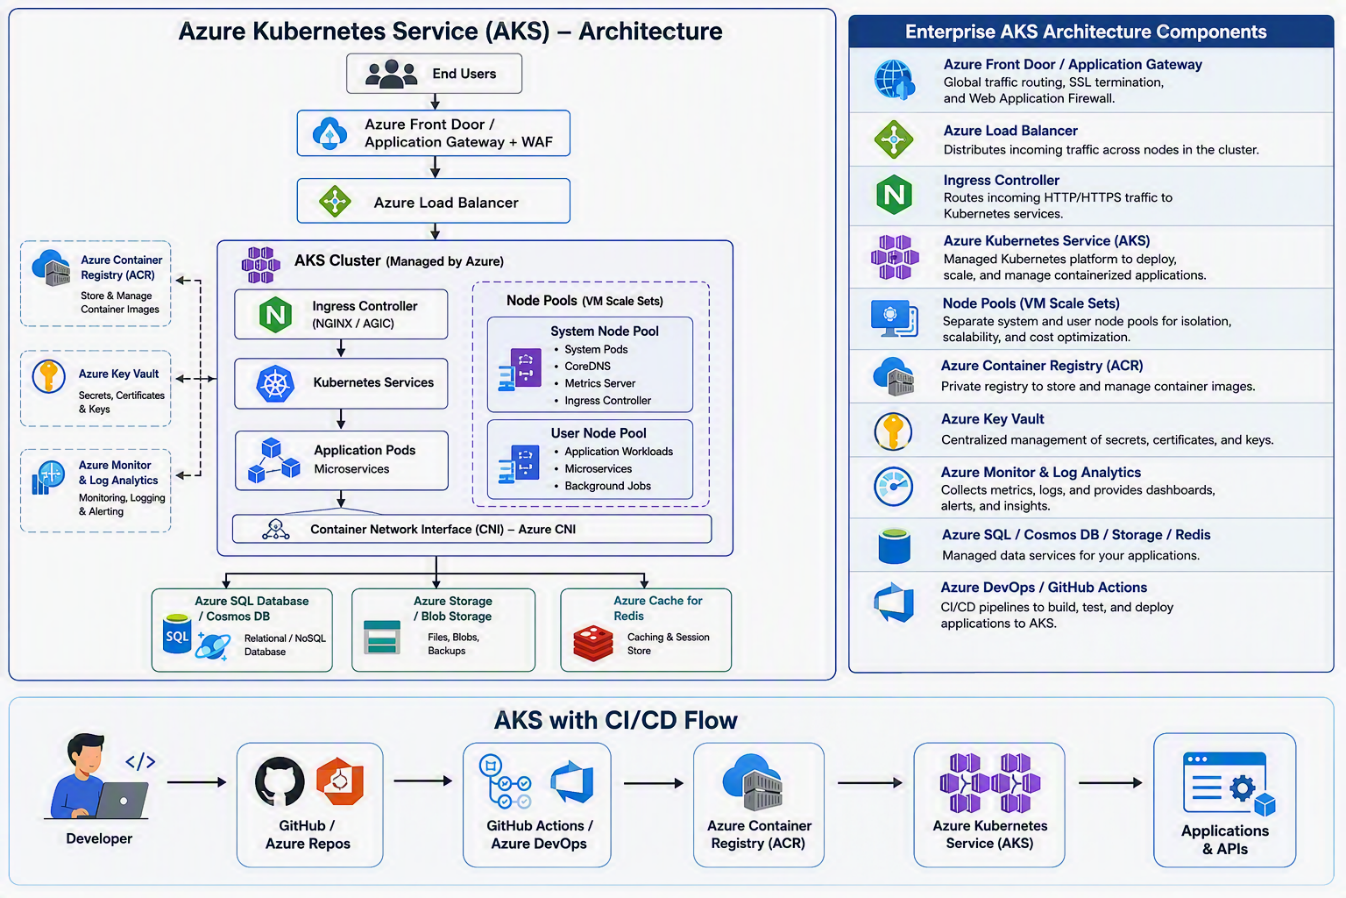 Azure Kubernetes Service (AKS) – Architecture
End Users
Azure Front Door /
Application Gateway + WAF
Azure Load Balancer
AKS Cluster (Managed by Azure)
Azure Container
Registry (ACR)
Store & Manage
Container Images
Azure Key Vault
Secrets, Certificates
& Keys
Azure Monitor
& Log Analytics
Monitoring, Logging
& Alerting
N
Ingress Controller
(NGINX / AGIC)
Kubernetes Services
Application Pods
Microservices
Node Pools (VM Scale Sets)
System Node Pool
• System Pods
• CoreDNS
• Metrics Server
• Ingress Controller
User Node Pool
• Application Workloads
• Microservices
• Background Jobs
Container Network Interface (CNI) – Azure CNI
Azure SQL Database
/ Cosmos DB
SQL
Relational / NoSQL
Database
Azure Storage
/ Blob Storage
Files, Blobs,
Backups
Azure Cache for
Redis
Caching & Session
Store
Enterprise AKS Architecture Components
Azure Front Door / Application Gateway
Global traffic routing, SSL termination,
and Web Application Firewall.
Azure Load Balancer
Distributes incoming traffic across nodes in the cluster.
N
Ingress Controller
Routes incoming HTTP/HTTPS traffic to
Kubernetes services.
Azure Kubernetes Service (AKS)
Managed Kubernetes platform to deploy,
scale, and manage containerized applications.
Node Pools (VM Scale Sets)
Separate system and user node pools for isolation,
scalability, and cost optimization.
Azure Container Registry (ACR)
Private registry to store and manage container images.
Azure Key Vault
Centralized management of secrets, certificates, and keys.
Azure Monitor & Log Analytics
Collects metrics, logs, and provides dashboards,
alerts, and insights.
Azure SQL / Cosmos DB / Storage / Redis
Managed data services for your applications.
Azure DevOps / GitHub Actions
CI/CD pipelines to build, test, and deploy
applications to AKS.
AKS with CI/CD Flow
</>
Developer
GitHub /
Azure Repos
GitHub Actions /
Azure DevOps
Azure Container
Registry (ACR)
Azure Kubernetes
Service (AKS)
Applications
& APIs